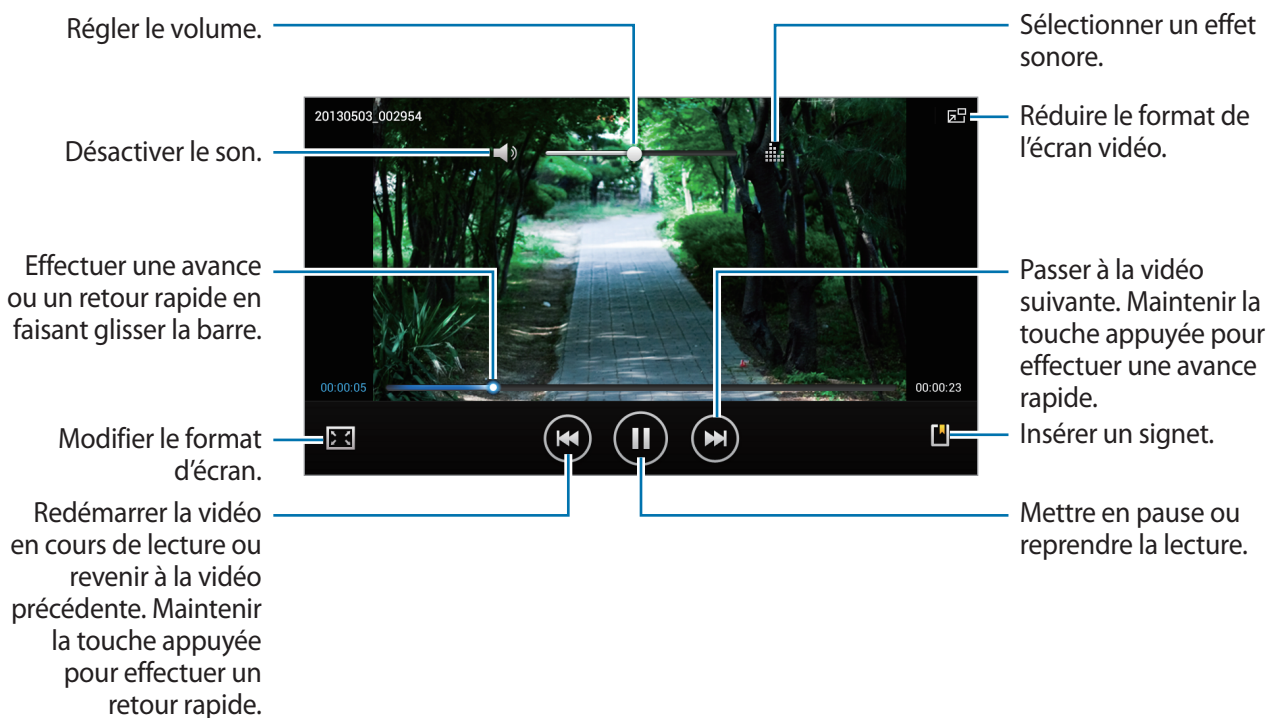 Régler le volume.
Désactiver le son.
Effectuer une avance
ou un retour rapide en
faisant glisser la barre.
Modifier le format
d'écran.
Redémarrer la vidéo
en cours de lecture ou
revenir à la vidéo
précédente. Maintenir
la touche appuyée
pour effectuer un
retour rapide.
20130503_002954
00:00:05
00:00:23
Sélectionner un effet
sonore.
Réduire le format de
l'écran vidéo.
Passer à la vidéo
suivante. Maintenir la
touche appuyée pour
effectuer une avance
rapide.
Insérer un signet.
Mettre en pause ou
reprendre la lecture.